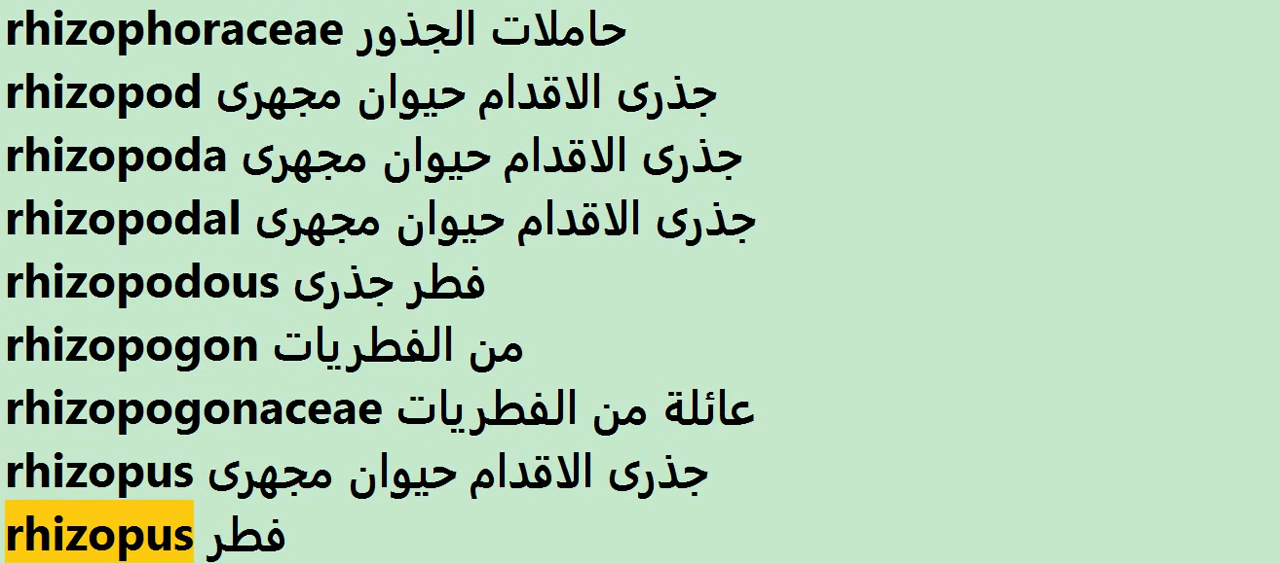 rhizophoraceae حاملات الجذور
rhizopod جذرى الاقدام حيوان مجهرى
rhizopoda جذرى الاقدام حيوان مجهرى
rhizopodal جذرى الاقدام حيوان مجهرى
rhizopodous فطر جذرى
rhizopogon من الفطريات
rhizopogonaceae عائلة من الفطريات
rhizopus جذرى الاقدام حيوان مجهرى
rhizopus فطر